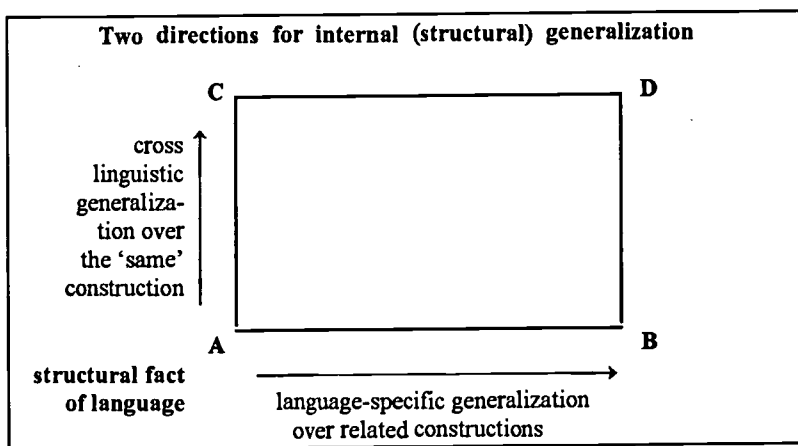 Two directions for internal (structural) generalization
C
D
cross
linguistic
generaliza-
tion over
the ‘same’
construction
A
B
structural fact
of language
language-specific generalization
over related constructions